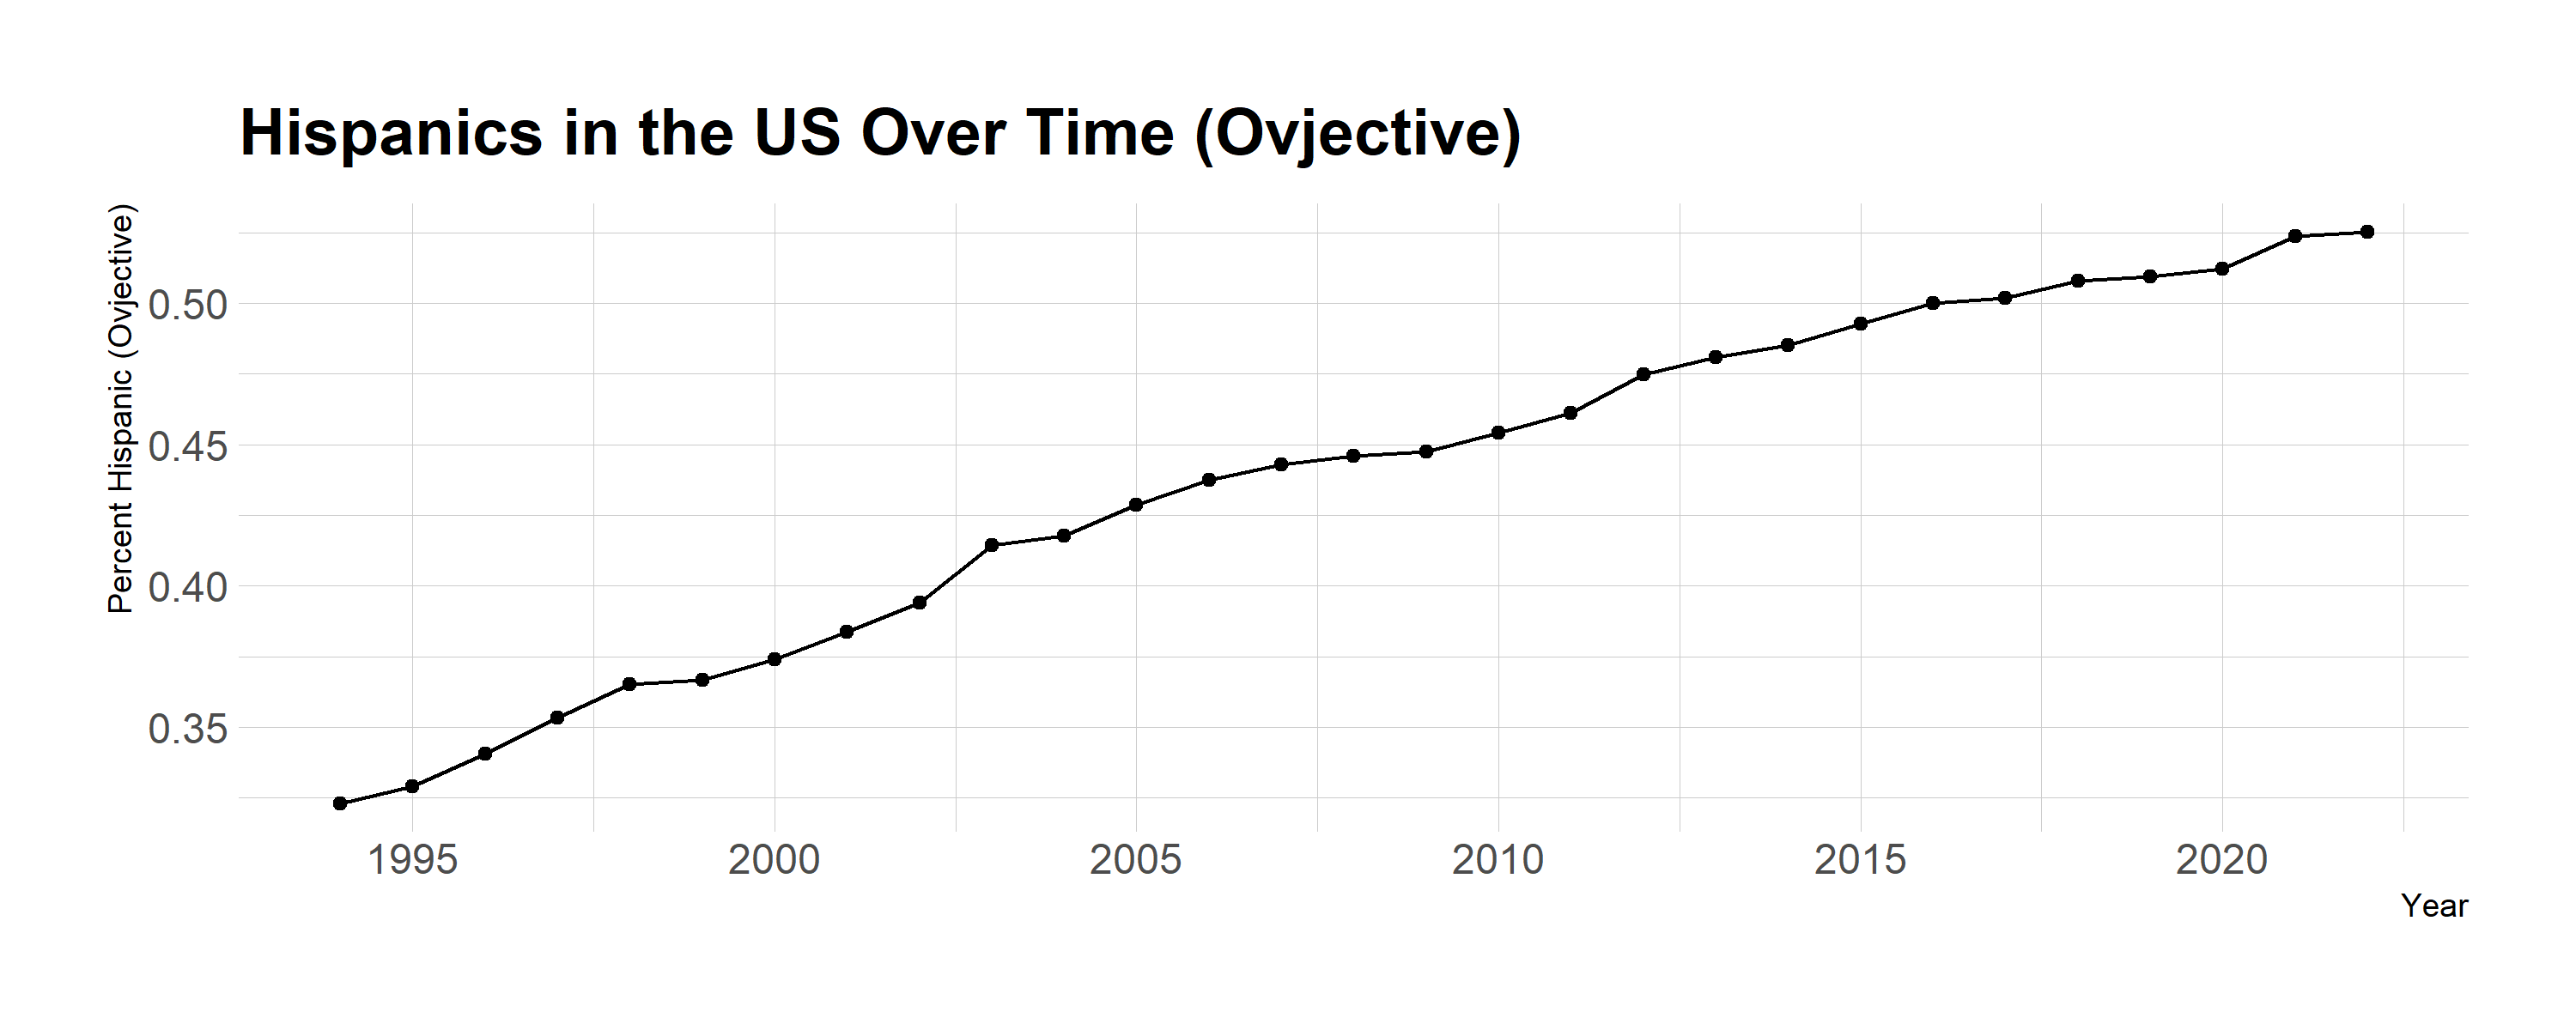 Hispanics in the US Over Time (Ovjective)
Percent Hispanic (Ovjective)
0.50
0.45
0.40
0.35
1995 2000 2005 2010 2015 2020
Year